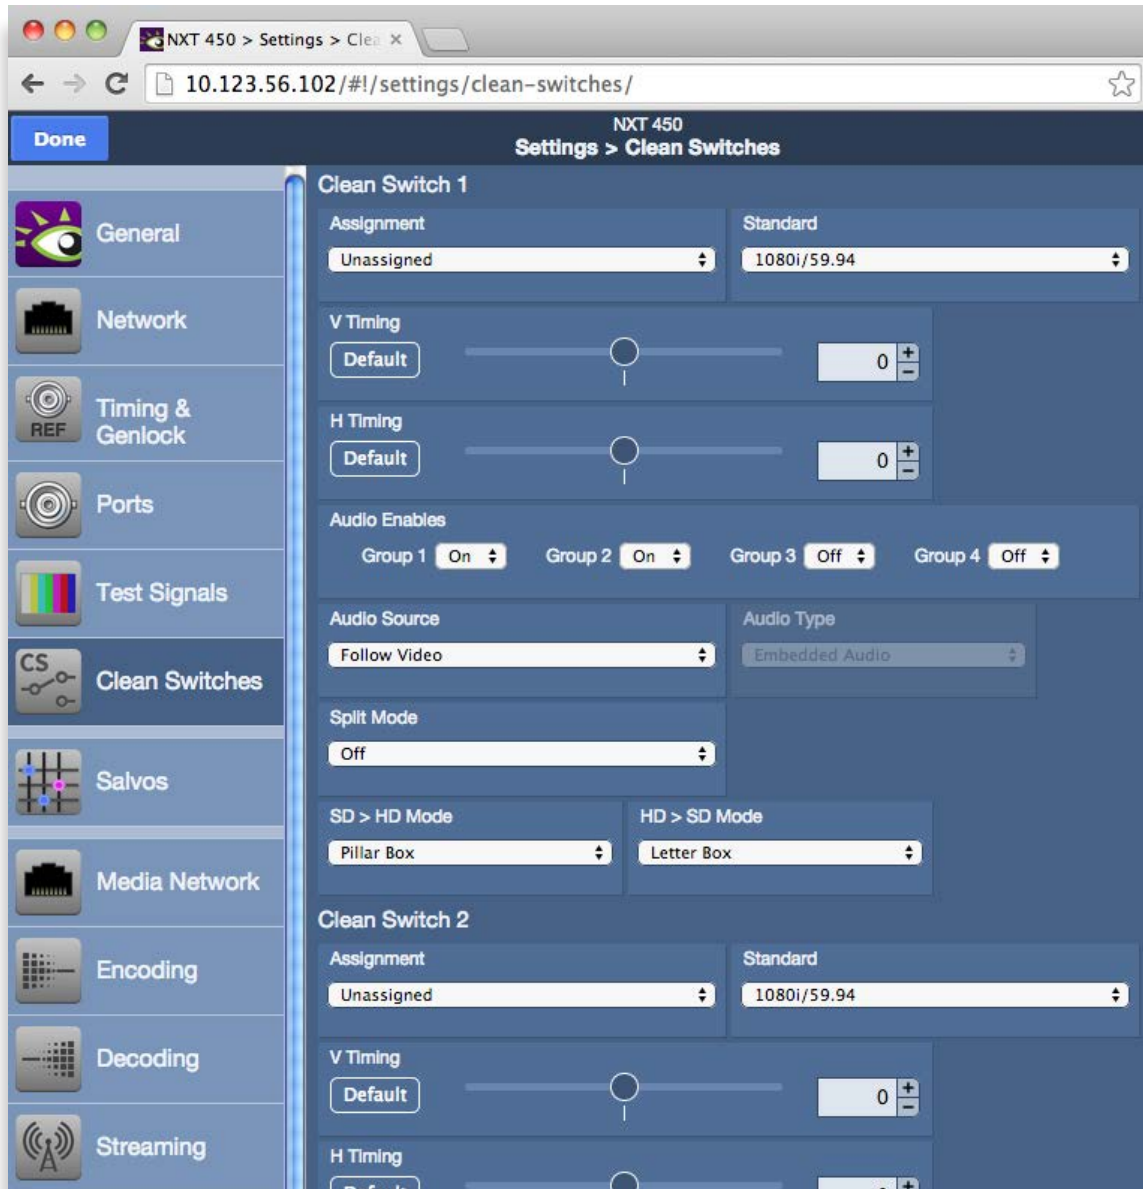 NXT 450 > Settings > Clea
10.123.56.102/#!/settings/clean-switches/
Done
NXT 450
Settings > Clean Switches
General
Network
REF
Timing &
Genlock
Ports
Test Signals
CS
Clean Switches
Salvos
Media Network
Encoding
Decoding
Streaming
Clean Switch 1
Assignment
Standard
Unassigned
1080i/59.94
V Timing
Default
0
H Timing
Default
0
Audio Enables
Group 1 On Group 2 On Group 3 Off Group 4 Off
Audio Source
Audio Type
Follow Video
Embedded Audio
Split Mode
Off
SD > HD Mode
HD > SD Mode
Pillar Box
Letter Box
Clean Switch 2
Assignment
Standard
Unassigned
1080i/59.94
V Timing
Default
0
H Timing